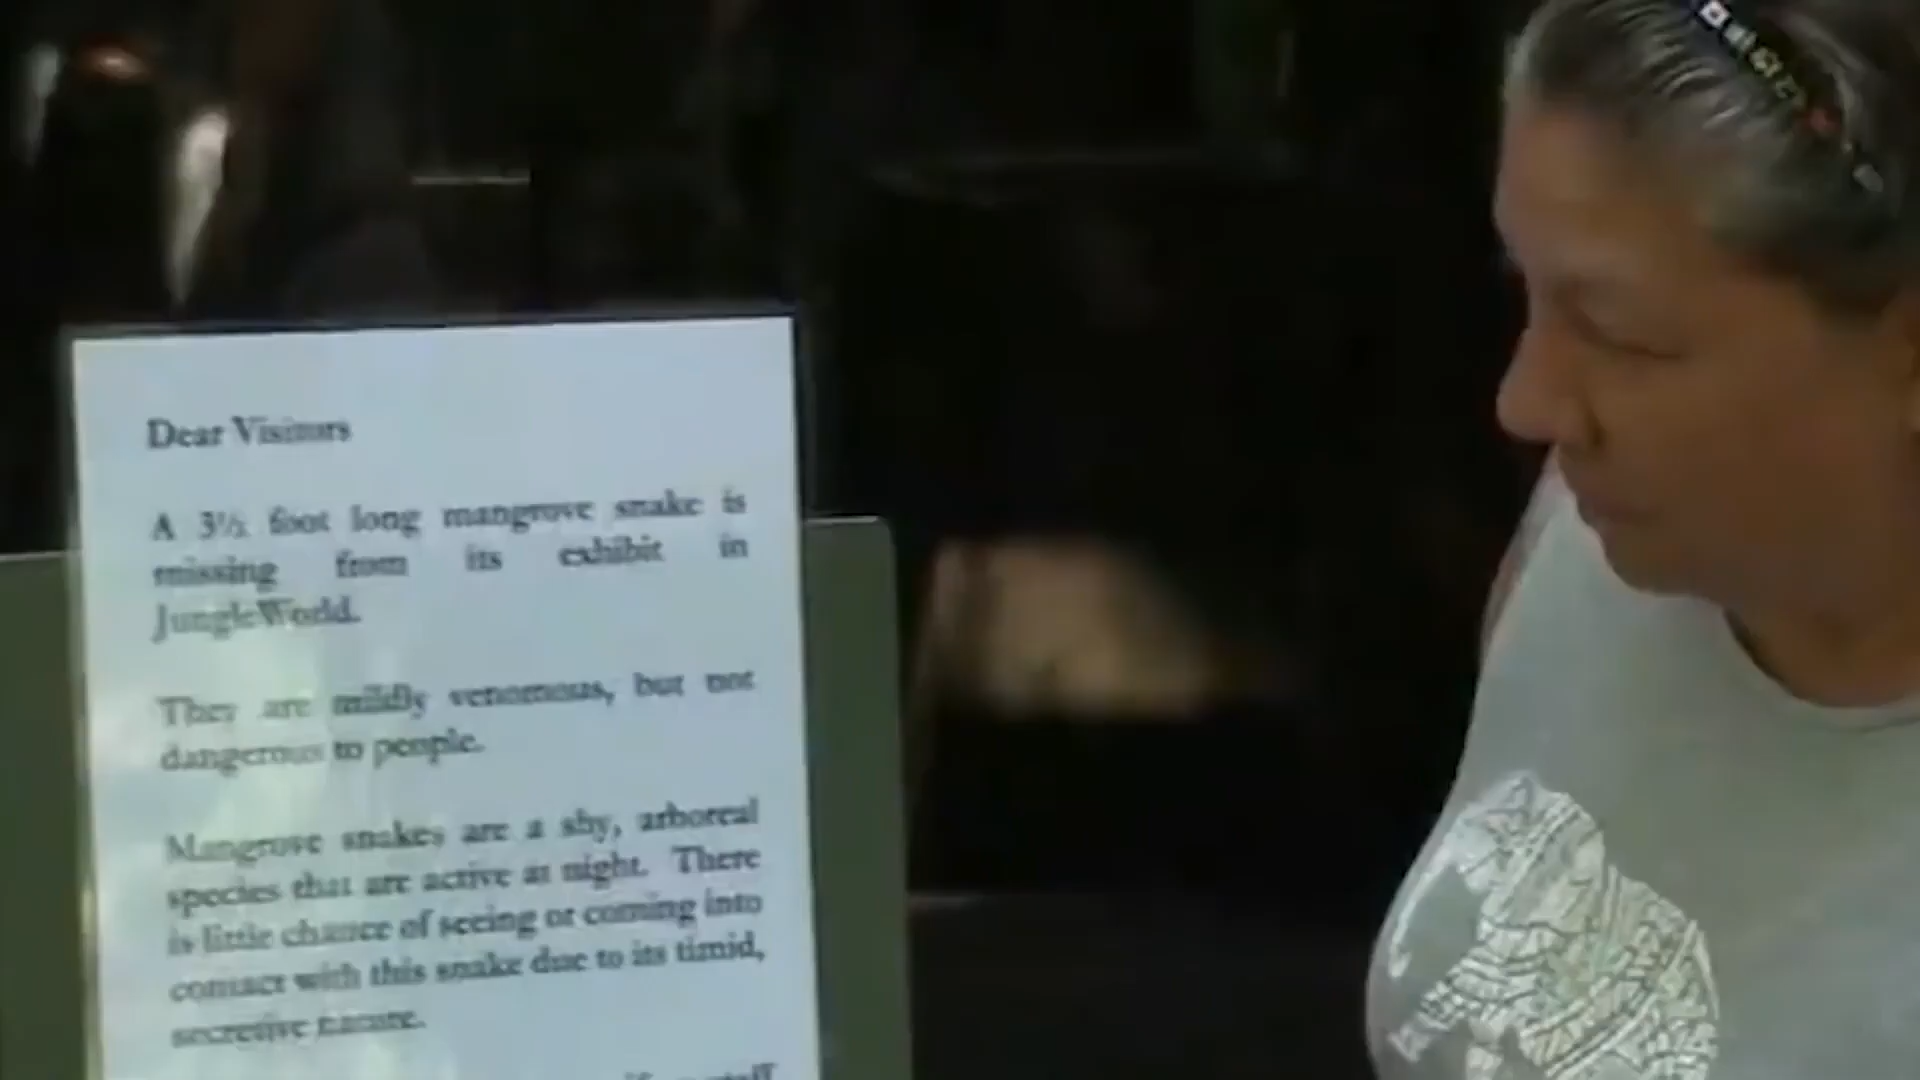 Dear Visitors
A 3½ foot long mangrove snake is
missing from its exhibit in
JungleWorld.
They are mildly venomous, but not
dangerous to people.
Mangrove snakes are a shy, arboreal
species that are active at night. There
is little chance of seeing or coming into
contact with this snake due to its timid,
secretive nature.
staff